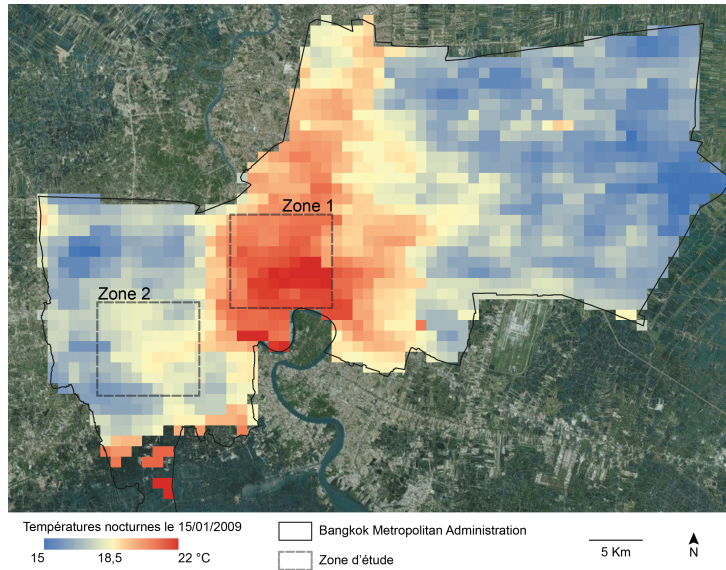 Zone 1
Zone 2
Températures nocturnes le 15/01/2009
15 18,5 22 °C
Bangkok Metropolitan Administration
Zone d'étude
5 Km
N